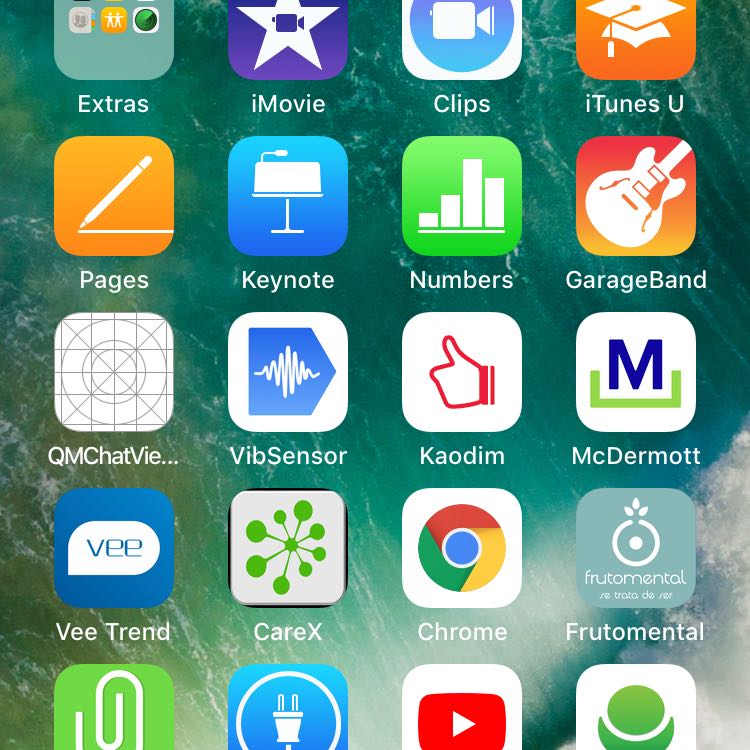 Extras iMovie Clips iTunes U
Pages Keynote Numbers GarageBand
M
QMChatVie... VibSensor Kaodim McDermott
vee
frutomental
se trata de ser
Vee Trend CareX Chrome Frutomental